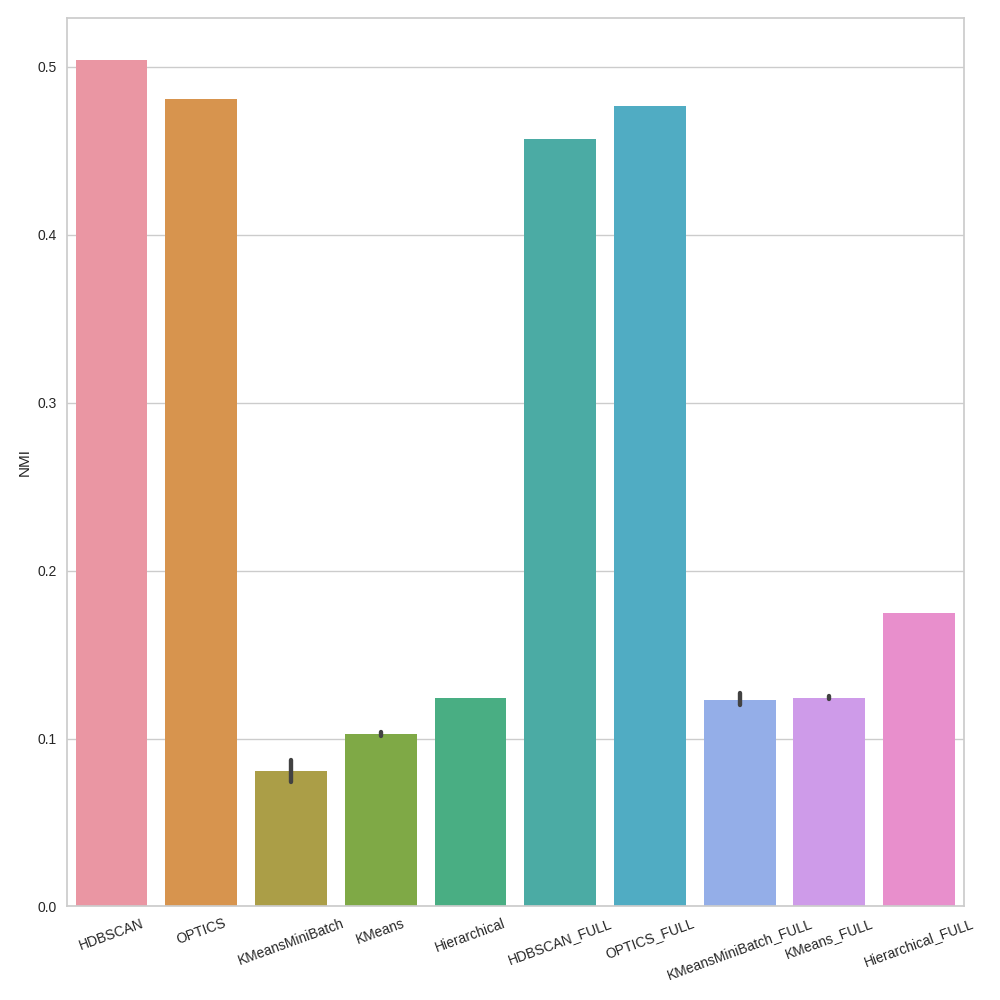 0.5
0.4
0.3
0.2
0.1
0.0
NMI
HDBSCAN
OPTICS
KMeansMiniBatch
KMeans
Hierarchical
HDBSCAN_FULL
OPTICS_FULL
KMeansMiniBatch_FULL
KMeans_FULL
Hierarchical_FULL